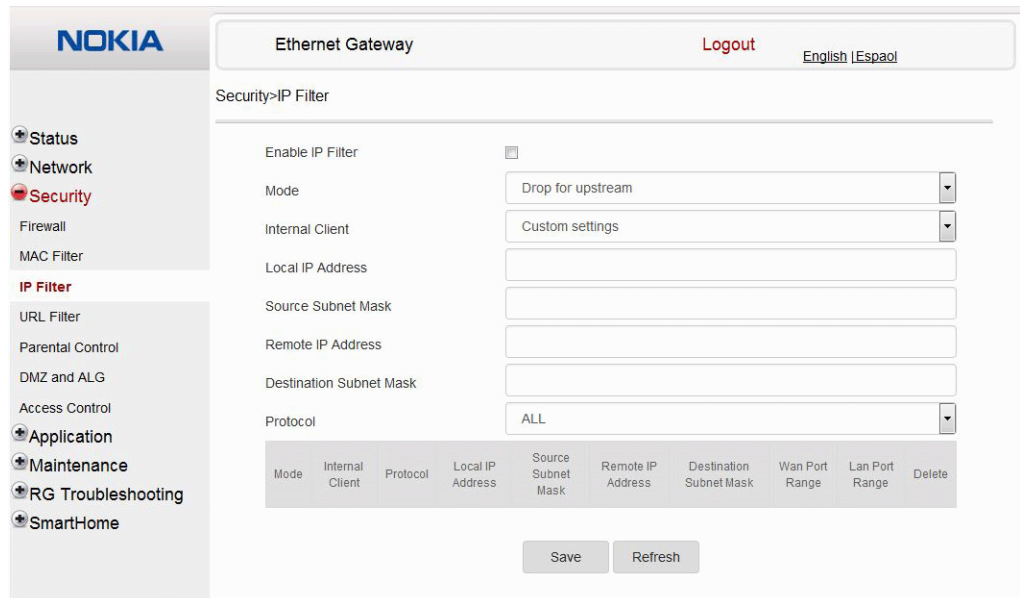 NOKIA
Ethernet Gateway
Logout
English | Espaol
Security>IP Filter
Status
Network
Security
Firewall
MAC Filter
IP Filter
URL Filter
Parental Control
DMZ and ALG
Access Control
Application
Maintenance
RG Troubleshooting
SmartHome
Enable IP Filter
Mode
Drop for upstream
Internal Client
Custom settings
Local IP Address
Source Subnet Mask
Remote IP Address
Destination Subnet Mask
Protocol
ALL
Mode
Internal
Client
Protocol
Local IP
Address
Source
Subnet
Mask
Remote IP
Address
Destination
Subnet Mask
Wan Port
Range
Lan Port
Range
Delete
Save
Refresh